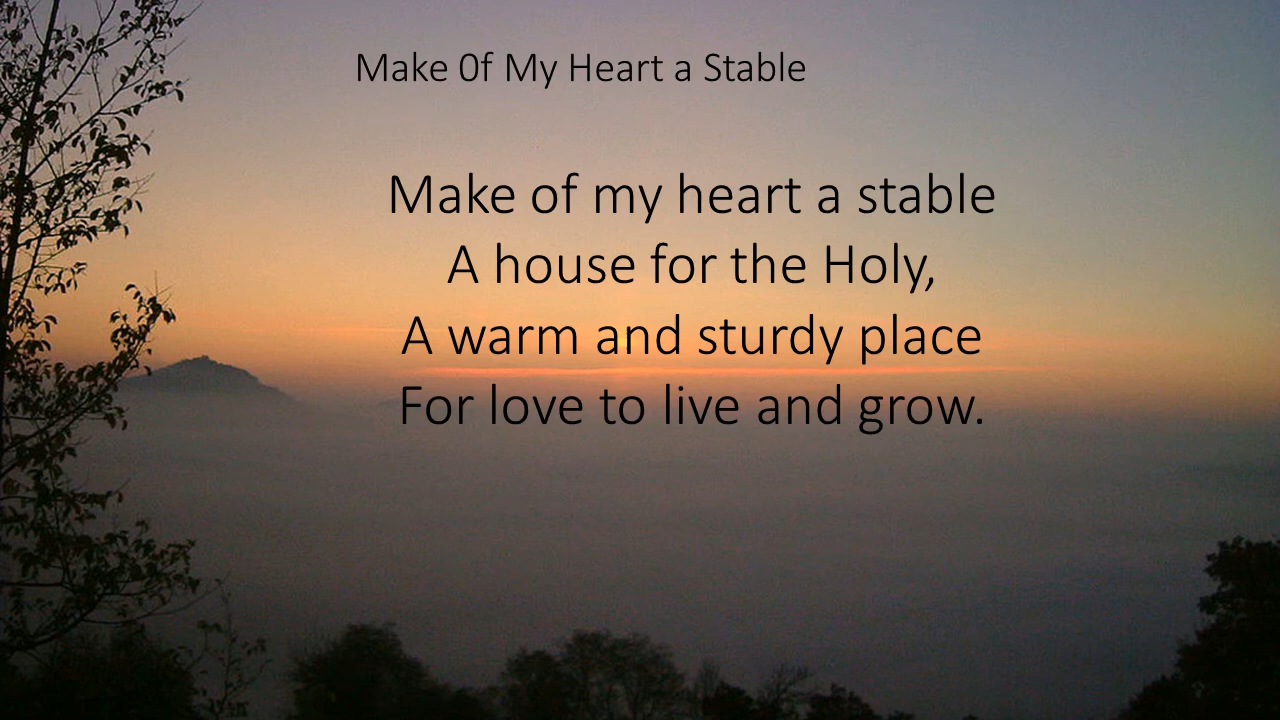 Make 0f My Heart a Stable
Make of my heart a stable
A house for the Holy,
A warm and sturdy place
For love to live and grow.